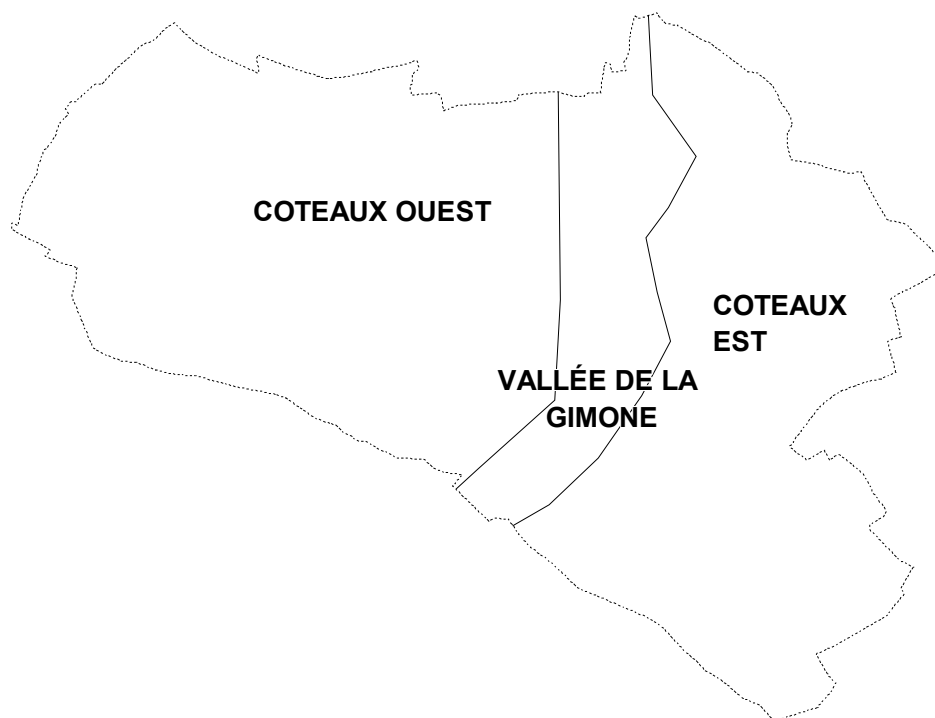 COTEAUX OUEST
COTEAUX
EST
VALLÉE DE LA
GIMONE